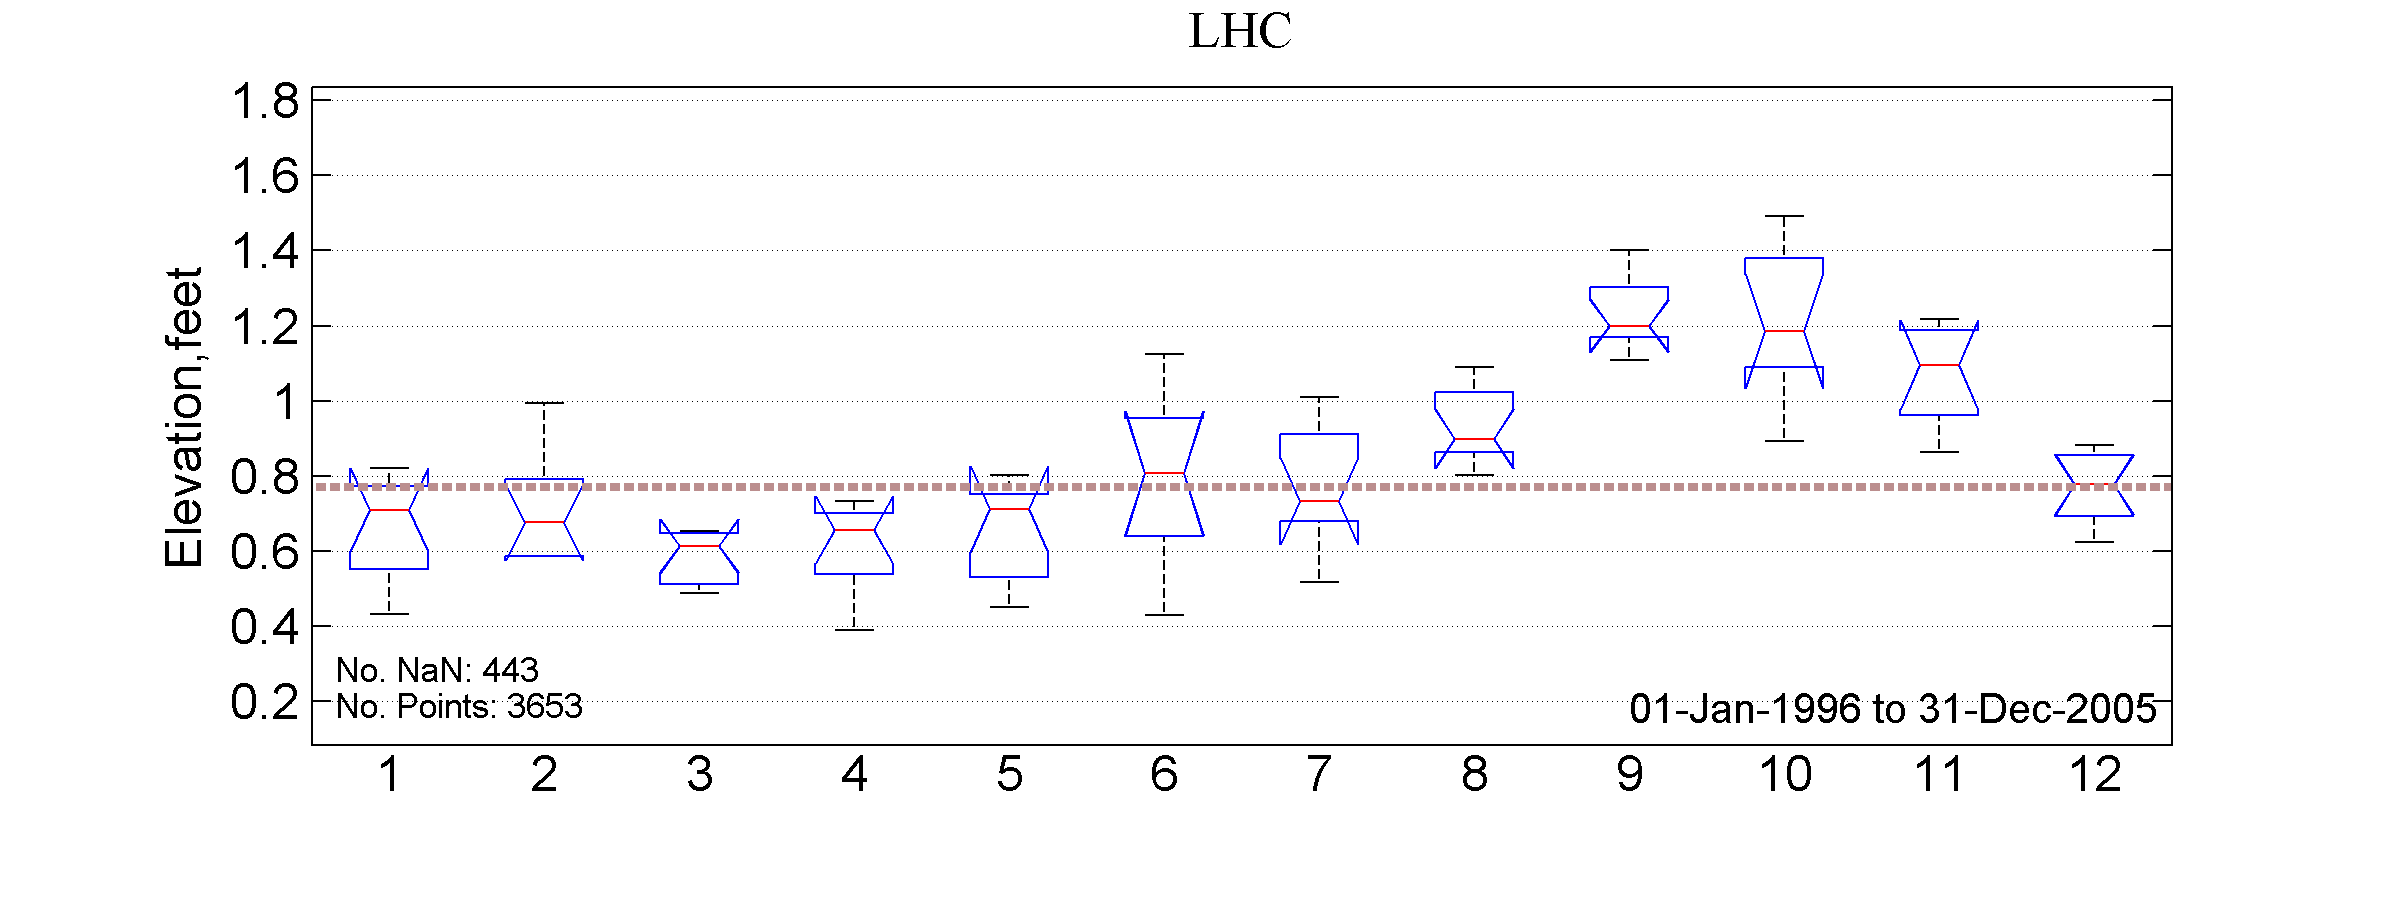 LHC
Elevation,feet
1.8
1.6
1.4
1.2
1
0.8
0.6
0.4
0.2
No. NaN: 443
No. Points: 3653
01-Jan-1996 to 31-Dec-2005
1 2 3 4 5 6 7 8 9 10 11 12